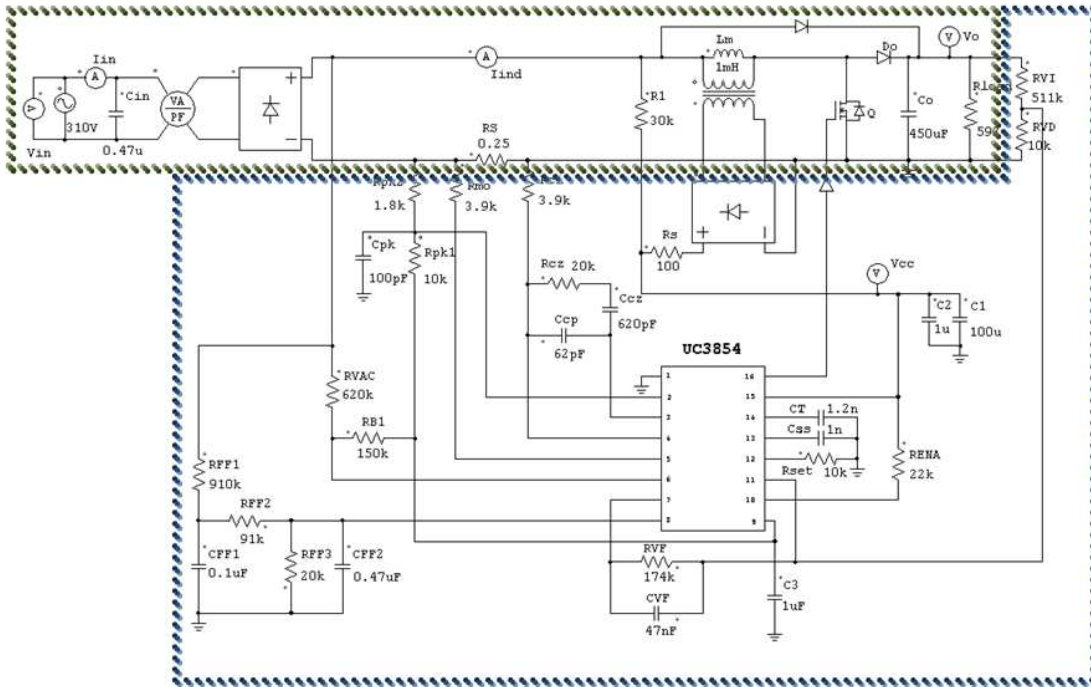 Iin
A
Cin
0.47u
310V
Vin
VA
PF
A
Iind
Lm
1mH
R1
30k
Do
V
Vo
Q
Co
450uF
RVI
511k
RVD
10k
RS
0.25
1.8k
Rmo
3.9k
3.9k
Cpk
100pF
Rpk1
10k
Rcz 20k
Ccz
620pF
Ccp
62pF
Rs
100
V
Vcc
C2
1u
C1
100u
UC3854
1
2
3
4
5
6
7
8
16
15
14
13
12
11
10
9
CT
1.2n
Css
1n
Rset
10k
RENA
22k
RVAC
620k
RB1
150k
RFF1
910k
RFF2
91k
CFF1
0.1uF
RFF3
20k
CFF2
0.47uF
RVF
174k
CVF
47nF
C3
1uF